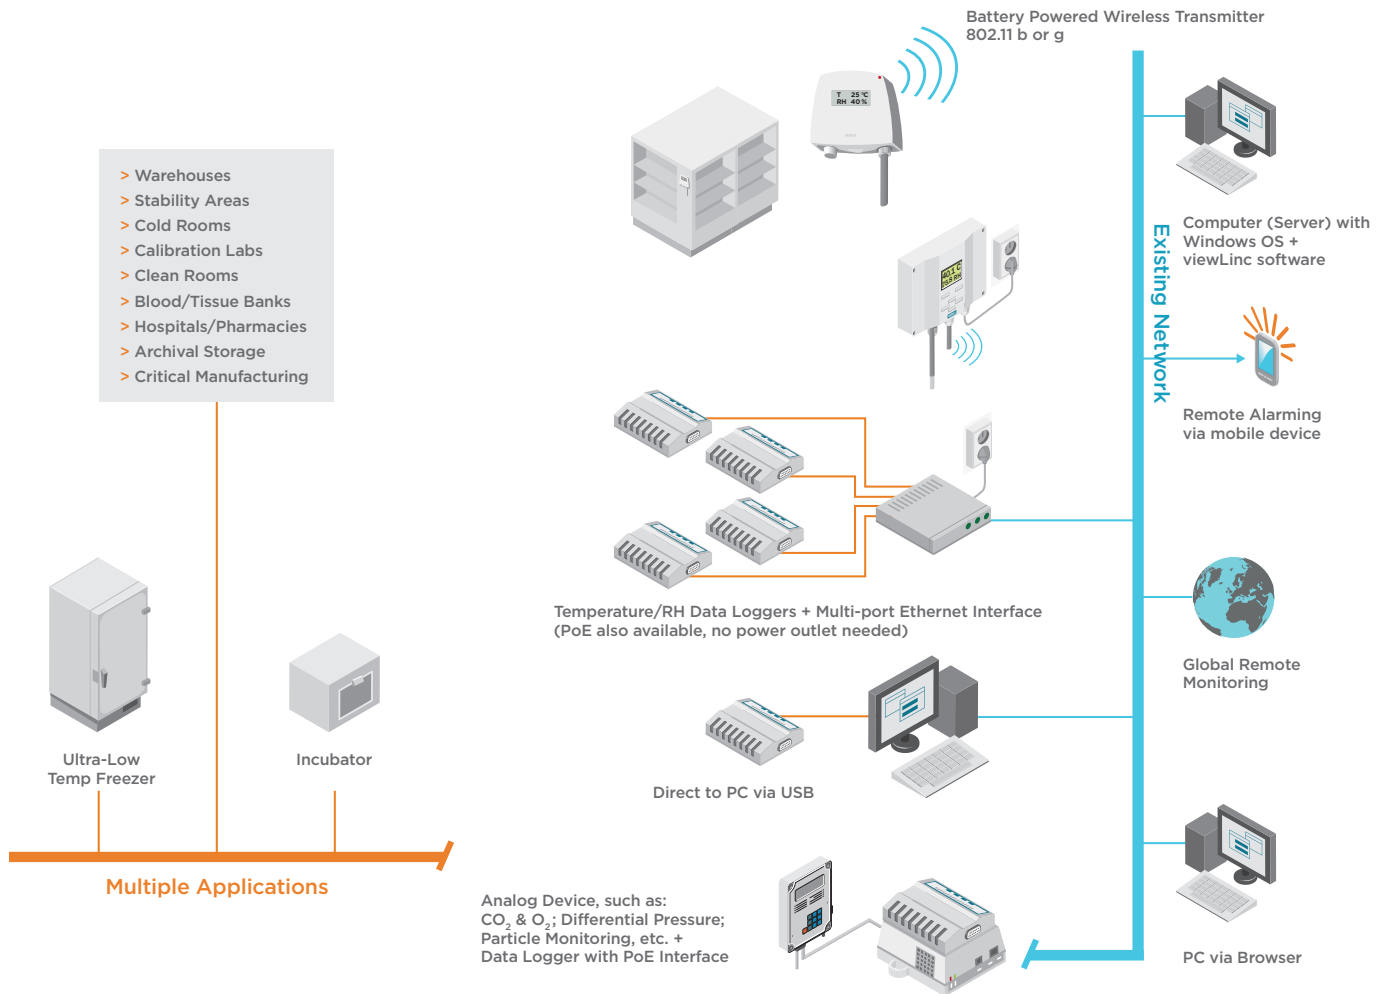 Battery Powered Wireless Transmitter
802.11 b or g
T 25 °C
RH 40 %
> Warehouses
> Stability Areas
> Cold Rooms
> Calibration Labs
> Clean Rooms
> Blood/Tissue Banks
> Hospitals/Pharmacies
> Archival Storage
> Critical Manufacturing
Existing Network
Computer (Server) with
Windows OS +
viewLinc software
40.1 C
Remote Alarming
via mobile device
Temperature/RH Data Loggers + Multi-port Ethernet Interface
(PoE also available, no power outlet needed)
Global Remote
Monitoring
Ultra-Low
Temp Freezer
Incubator
Direct to PC via USB
Multiple Applications
Analog Device, such as:
CO₂ & O₂; Differential Pressure;
Particle Monitoring, etc. +
Data Logger with PoE Interface
PC via Browser